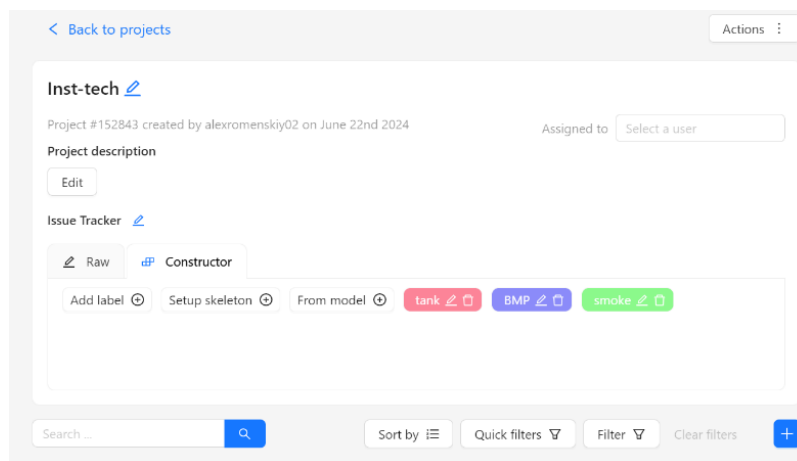 Back to projects
Actions
Inst-tech
Project #152843 created by alexromenskiy02 on June 22nd 2024
Assigned to Select a user
Project description
Edit
Issue Tracker
Raw Constructor
Add label Setup skeleton From model tank BMP smoke
Search ... Sort by Quick filters Filter Clear filters